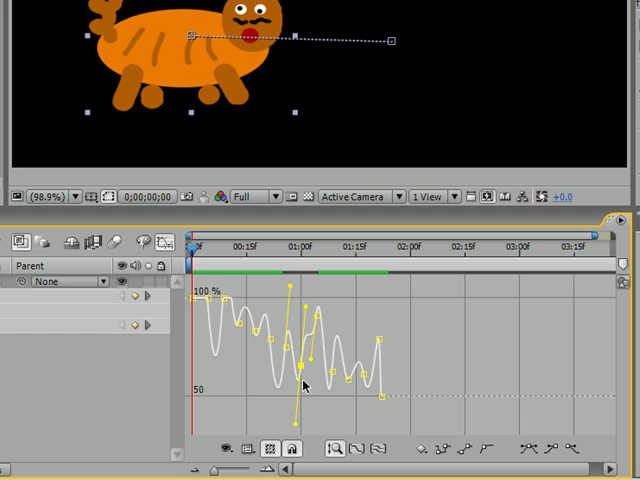 (98.9%) 0;00;00;00 Full Active Camera 1 View +0.0
0f 00:15f 01:00f 01:15f 02:00f 02:15f 03:00f 03:15f
Parent
None
100 %
50